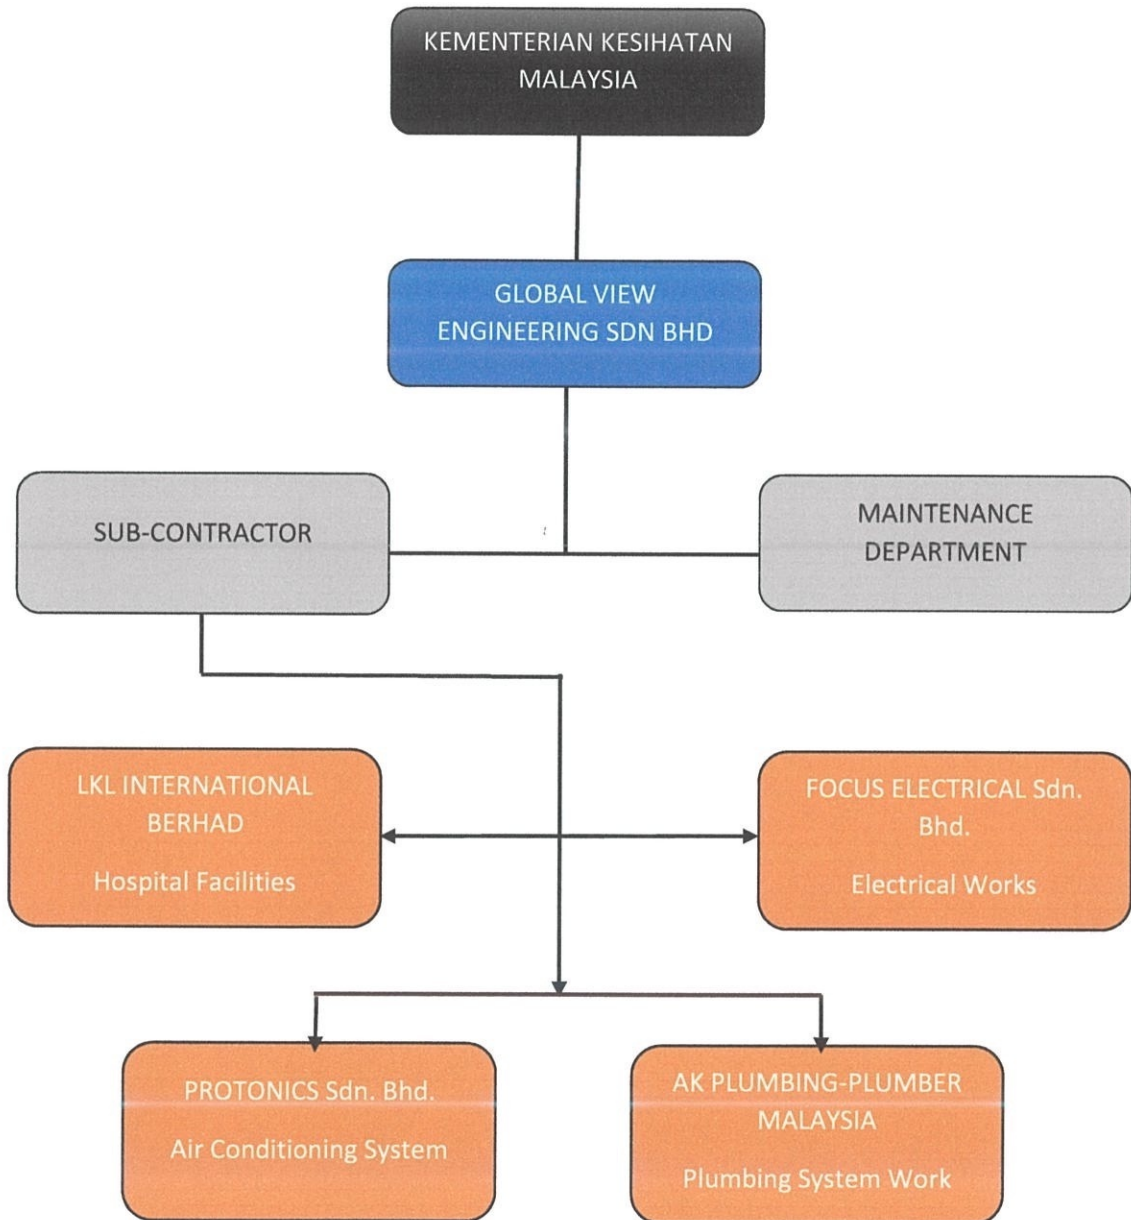 KEMENTERIAN KESIHATAN
MALAYSIA
GLOBAL VIEW
ENGINEERING SDN BHD
SUB-CONTRACTOR
MAINTENANCE
DEPARTMENT
LKL INTERNATIONAL
BERHAD
Hospital Facilities
FOCUS ELECTRICAL Sdn.
Bhd.
Electrical Works
PROTONICS Sdn. Bhd.
Air Conditioning System
AK PLUMBING-PLUMBER
MALAYSIA
Plumbing System Work